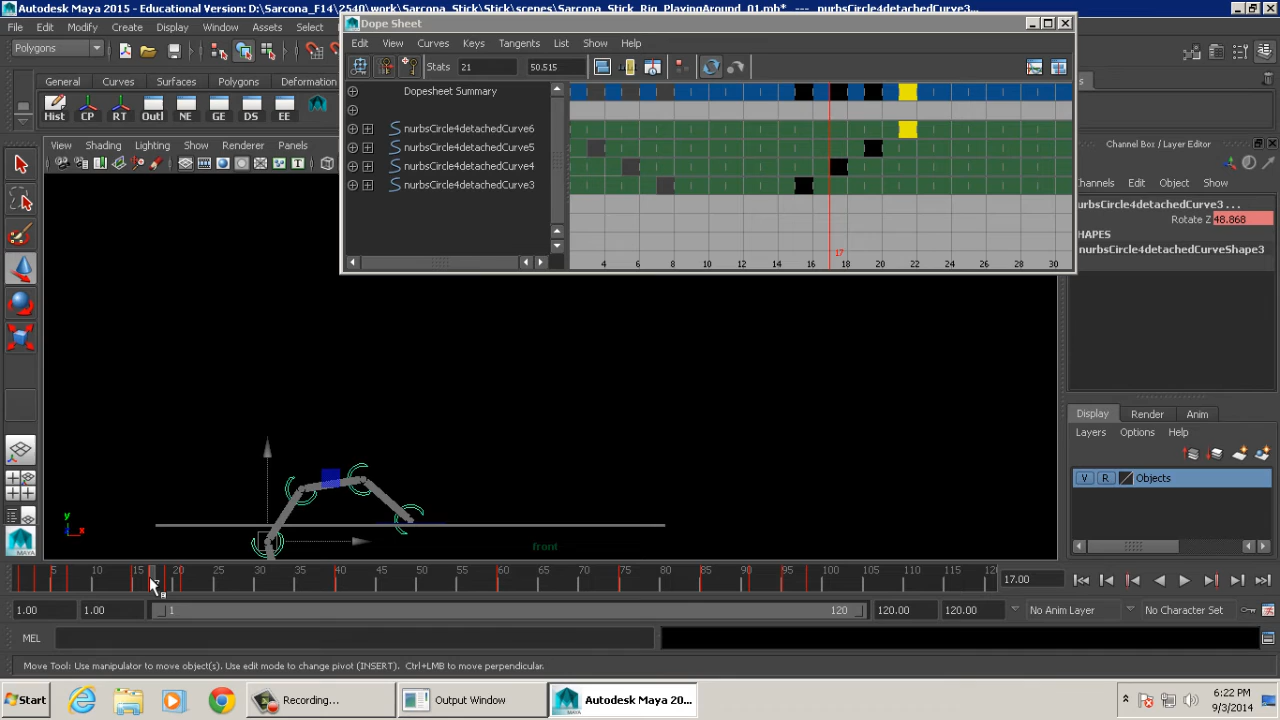 Autodesk Maya 2015 - Educational Version: D:\Sarcona_F14\2540\work\Sarcona_Stick\Stick\scenes\Sarcona_Stick_Rig_PlayingAround_01.mb* --- nurbsCircle4detachedCurve3...
File Edit Modify Create Display Window Assets Select
Dope Sheet
Polygons
Edit View Curves Keys Tangents List Show Help
Stats 21 50.515
General Curves Surfaces Polygons Deformation
Hist CP RT Outl NE GE DS EE
Dopesheet Summary
nurbsCircle4detachedCurve6
nurbsCircle4detachedCurve5
nurbsCircle4detachedCurve4
nurbsCircle4detachedCurve3
17
4 6 8 10 12 14 16 18 20 22 24 26 28 30
View Shading Lighting Show Renderer Panels
Channel Box / Layer Editor
hannels Edit Object Show
urbsCircle4detachedCurve3 . . .
Rotate Z 48.868
HAPES
nurbsCircle4detachedCurveShape3
Display Render Anim
Layers Options Help
V R Objects
y
x
front
5 10 15 20 25 30 35 40 45 50 55 60 65 70 75 80 85 90 95 100 105 110 115 120
17.00
1.00 1.00 1 120 120.00 120.00 No Anim Layer No Character Set
MEL
Move Tool: Use manipulator to move object(s). Use edit mode to change pivot (INSERT). Ctrl+LMB to move perpendicular.
Start Recording... Output Window Autodesk Maya 20...
6:22 PM
9/3/2014